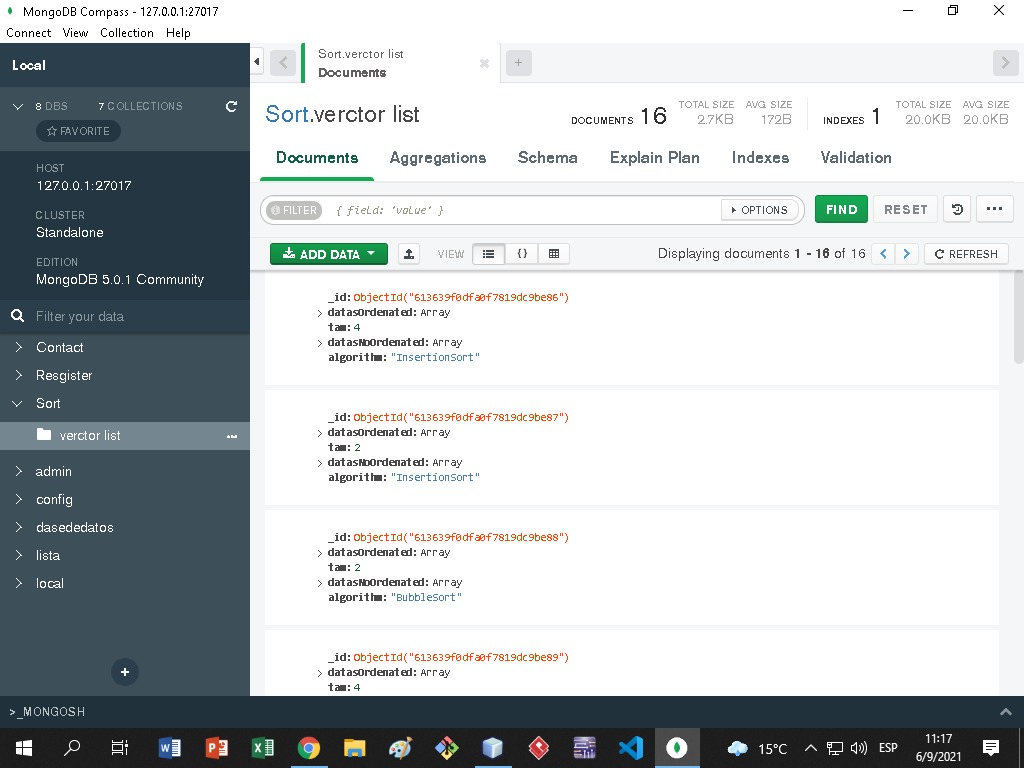 MongoDB Compass - 127.0.0.1:27017
Connect View Collection Help
Local
8 DBS 7 COLLECTIONS
FAVORITE
HOST
127.0.0.1:27017
CLUSTER
Standalone
EDITION
MongoDB 5.0.1 Community
Filter your data
Contact
Resgister
Sort
verctor list
admin
config
dasededatos
lista
local
Sort.verctor list
Documents
Sort.verctor list
DOCUMENTS 16
TOTAL SIZE AVG SIZE
2.7KB 172B
INDEXES 1
TOTAL SIZE AVG SIZE
20.0KB 20.0KB
Documents Aggregations Schema Explain Plan Indexes Validation
FILTER { field: 'value' } OPTIONS FIND RESET
ADD DATA VIEW {} Displaying documents 1 - 16 of 16 REFRESH
_id: ObjectId("613639f0dfa0f7819dc9be86")
datasOrdenated: Array
tam: 4
datasNoOrdenated: Array
algorithm: "InsertionSort"
_id: ObjectId("613639f0dfa0f7819dc9be87")
datasOrdenated: Array
tam: 2
datasNoOrdenated: Array
algorithm: "InsertionSort"
_id: ObjectId("613639f0dfa0f7819dc9be88")
datasOrdenated: Array
tam: 2
datasNoOrdenated: Array
algorithm: "BubbleSort"
_id: ObjectId("613639f0dfa0f7819dc9be89")
datasOrdenated: Array
tam: 4
>_MONGOSH
15°C ESP 11:17
6/9/2021